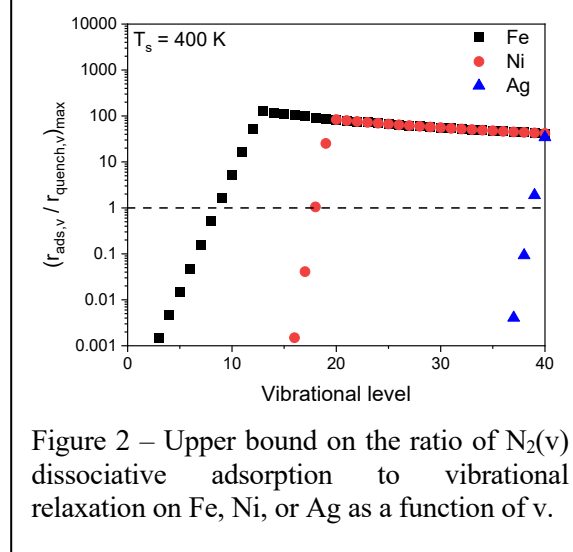 T_s = 400 K
Fe
Ni
Ag
(r_ads,v / r_quench,v)_max
10000
1000
100
10
1
0.1
0.01
0.001
0
10
20
30
40
Vibrational level
Figure 2 – Upper bound on the ratio of N₂(v)
dissociative adsorption to vibrational
relaxation on Fe, Ni, or Ag as a function of v.